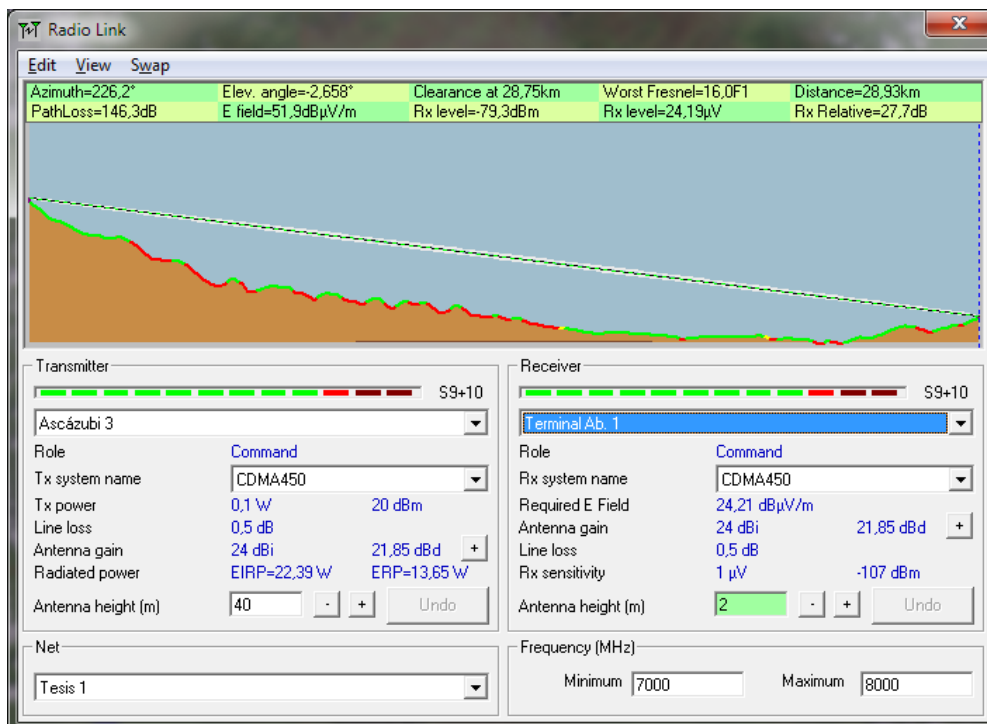 Radio Link
Edit View Swap
Azimuth=226,2° Elev. angle=-2,658° Clearance at 28,75km Worst Fresnel=16,0F1 Distance=28,93km
PathLoss=146,3dB E field=51,9dBµV/m Rx level=-79,3dBm Rx level=24,19µV Rx Relative=27,7dB
Transmitter
S9+10
Ascázubi 3
Role Command
Tx system name CDMA450
Tx power 0,1 W 20 dBm
Line loss 0,5 dB
Antenna gain 24 dBi 21,85 dBd +
Radiated power EIRP=22,39 W ERP=13,65 W
Antenna height (m) 40 - + Undo
Net
Tesis 1
Receiver
S9+10
Terminal Ab. 1
Role Command
Rx system name CDMA450
Required E Field 24,21 dBµV/m
Antenna gain 24 dBi 21,85 dBd +
Line loss 0,5 dB
Rx sensitivity 1 µV -107 dBm
Antenna height (m) 2 - + Undo
Frequency (MHz)
Minimum 7000 Maximum 8000